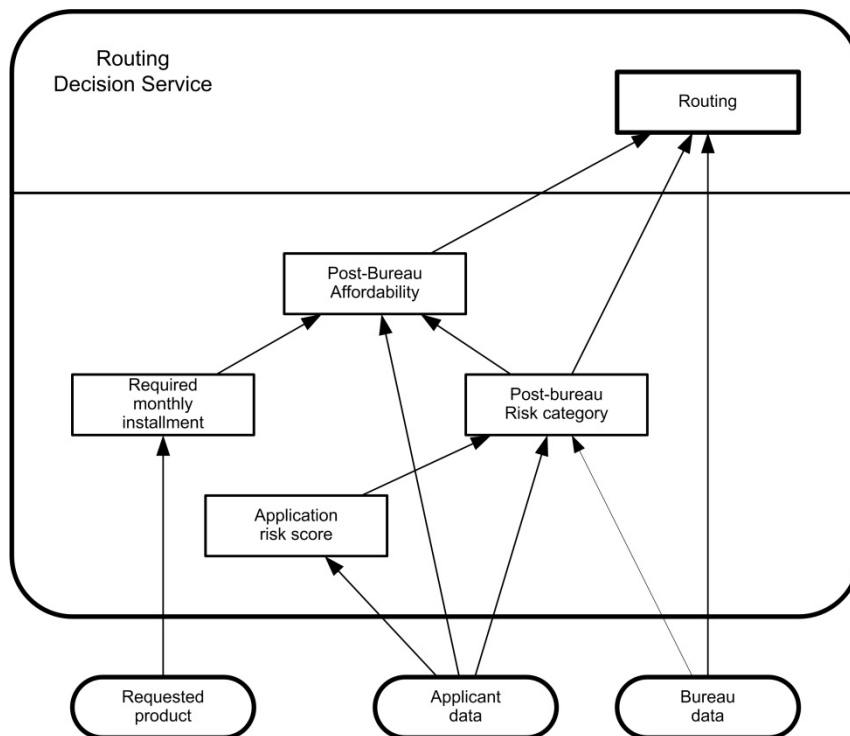 Routing
Decision Service
Routing
Post-Bureau
Affordability
Required
monthly
installment
Post-bureau
Risk category
Application
risk score
Requested
product
Applicant
data
Bureau
data